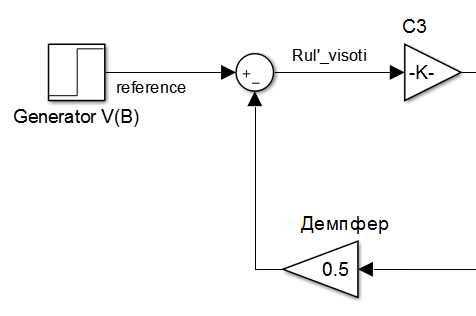 C3
Rul'_visoti
+
_
-K-
reference
Generator V(B)
Демпфер
0.5